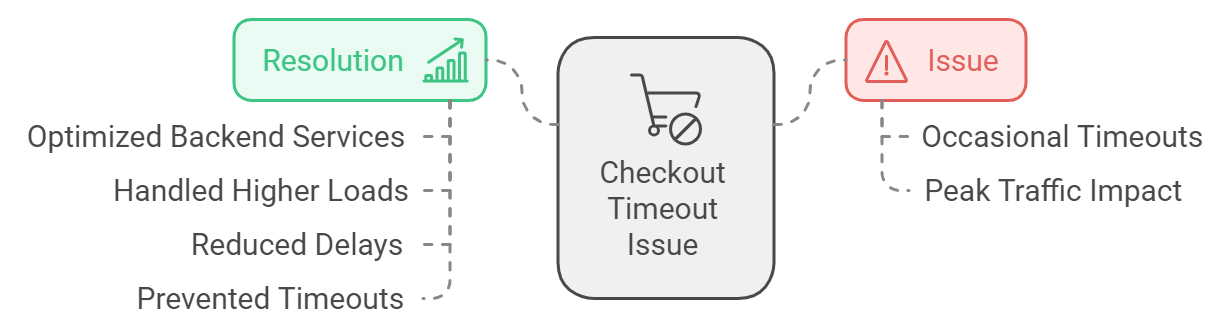 Resolution
Optimized Backend Services
Handled Higher Loads
Reduced Delays
Prevented Timeouts
Checkout
Timeout
Issue
Issue
Occasional Timeouts
Peak Traffic Impact